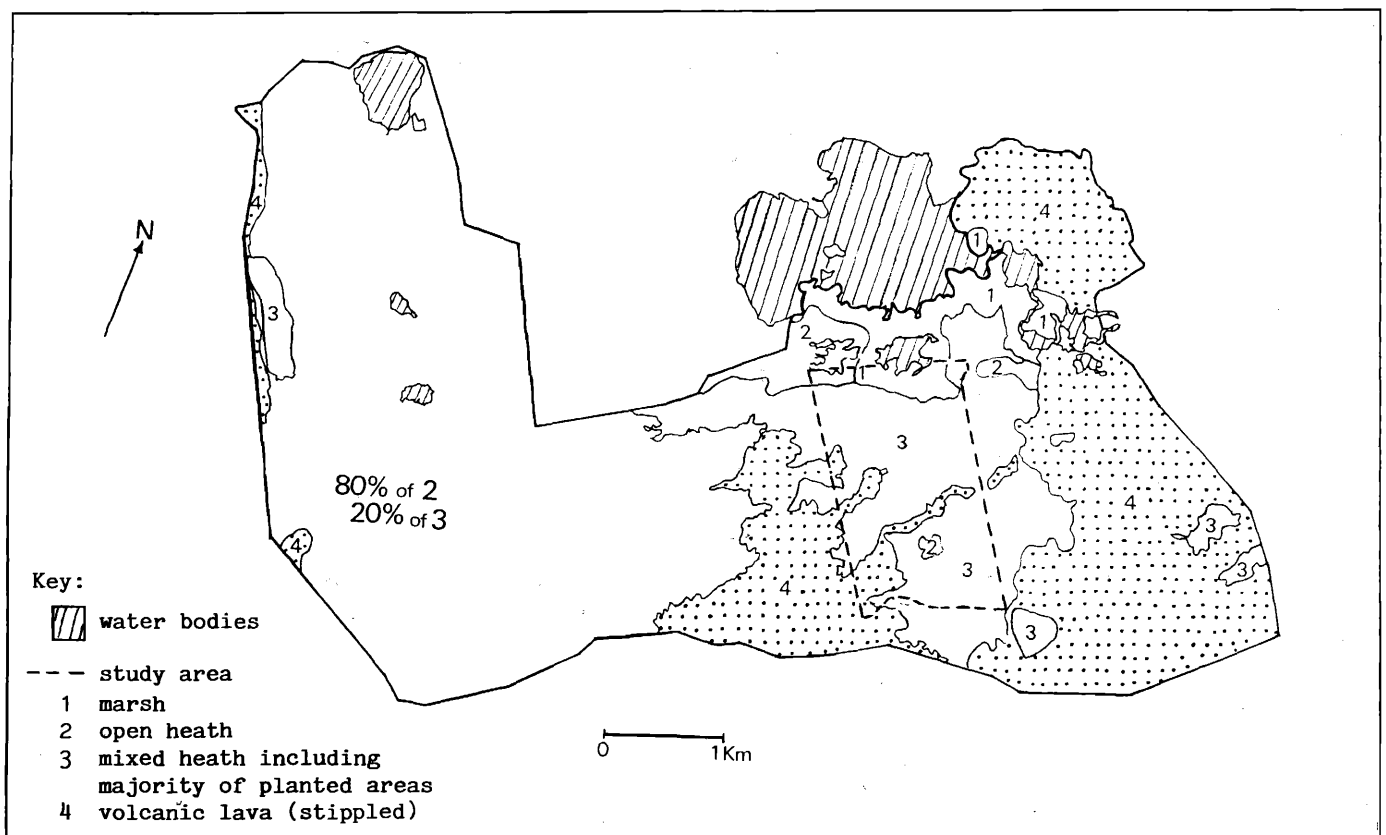 N
4
3
80% of 2
20% of 3
4
4
1
1
1
2
1
2
3
4
3
3
2
3
4
3
Key:
water bodies
study area
1 marsh
2 open heath
3 mixed heath including
majority of planted areas
4 volcanic lava (stippled)
0 1Km